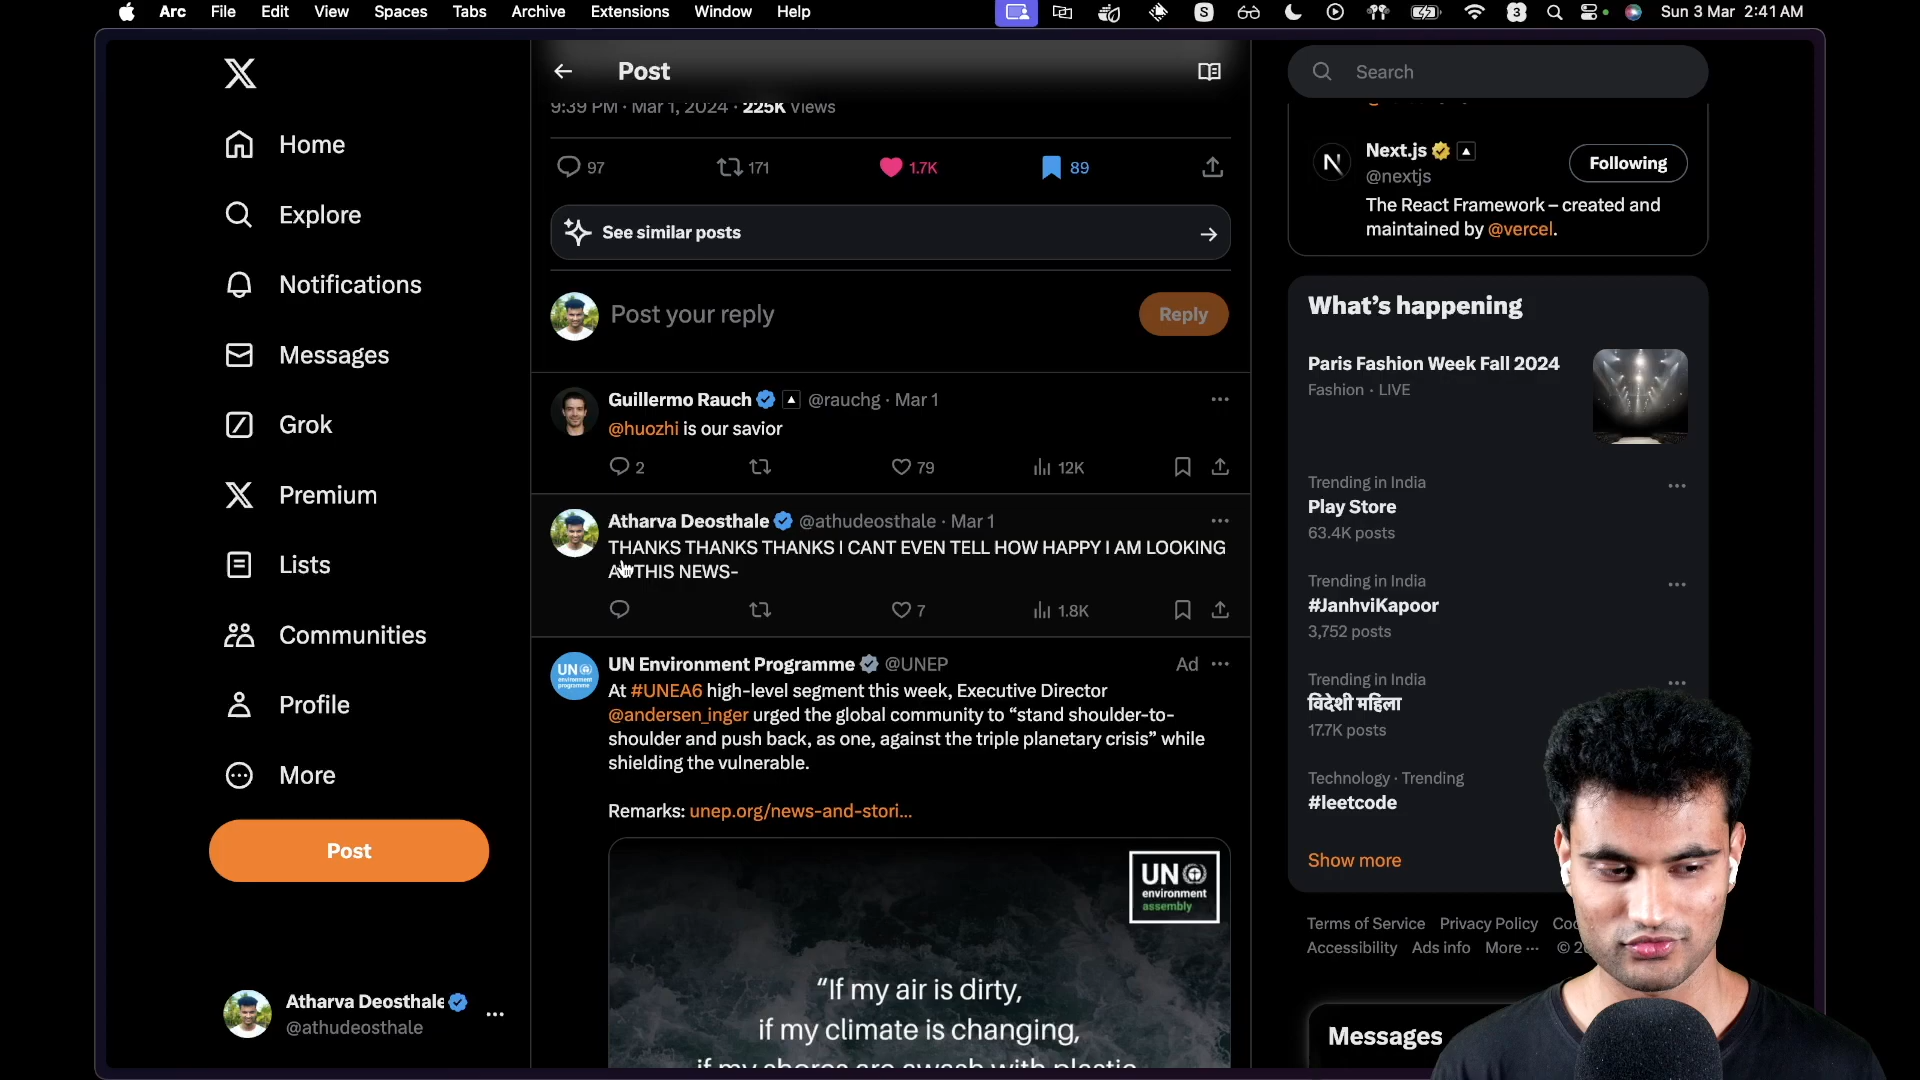 Arc File Edit View Spaces Tabs Archive Extensions Window Help
S 3 Sun 3 Mar 2:41 AM
Home
Explore
Notifications
Messages
Grok
Premium
Lists
Communities
Profile
More
Post
Atharva Deosthale
@athudeosthale
Post
9:39 PM · Mar 1, 2024 · 225K Views
97 171 1.7K 89
See similar posts
Post your reply
Reply
Guillermo Rauch @rauchg · Mar 1
@huozhi is our savior
2 79 12K
Atharva Deosthale @athudeosthale · Mar 1
THANKS THANKS THANKS I CANT EVEN TELL HOW HAPPY I AM LOOKING
THIS NEWS-
7 1.8K
UN Environment Programme @UNEP Ad
At #UNEA6 high-level segment this week, Executive Director
@andersen_inger urged the global community to “stand shoulder-to-
shoulder and push back, as one, against the triple planetary crisis” while
shielding the vulnerable.
Remarks: unep.org/news-and-stori...
UN
environment
programme
UN
environment
assembly
“If my air is dirty,
if my climate is changing,
Search
Next.js
@nextjs
Following
The React Framework – created and
maintained by @vercel.
What’s happening
Paris Fashion Week Fall 2024
Fashion · LIVE
Trending in India
Play Store
63.4K posts
Trending in India
#JanhviKapoor
3,752 posts
Trending in India
विदेशी महिला
17.7K posts
Technology · Trending
#leetcode
Show more
Terms of Service Privacy Policy
Accessibility Ads info More ···
Messages